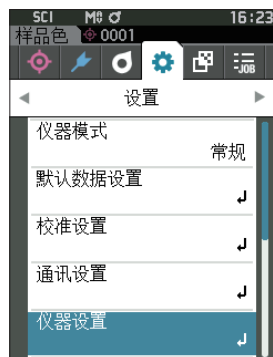 SCI M0 16:23
样品色 0001
-JOB
设置
仪器模式
常规
默认数据设置
校准设置
通讯设置
仪器设置